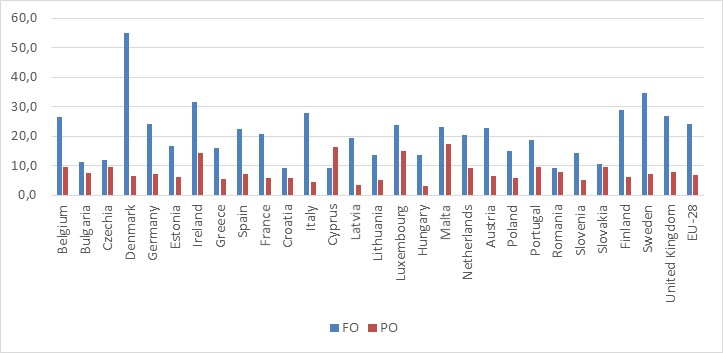 60,0
50,0
40,0
30,0
20,0
10,0
0,0
Belgium
Bulgaria
Czechia
Denmark
Germany
Estonia
Ireland
Greece
Spain
France
Croatia
Italy
Cyprus
Latvia
Lithuania
Luxembourg
Hungary
Malta
Netherlands
Austria
Poland
Portugal
Romania
Slovenia
Slovakia
Finland
Sweden
United Kingdom
EU-28
FO PO